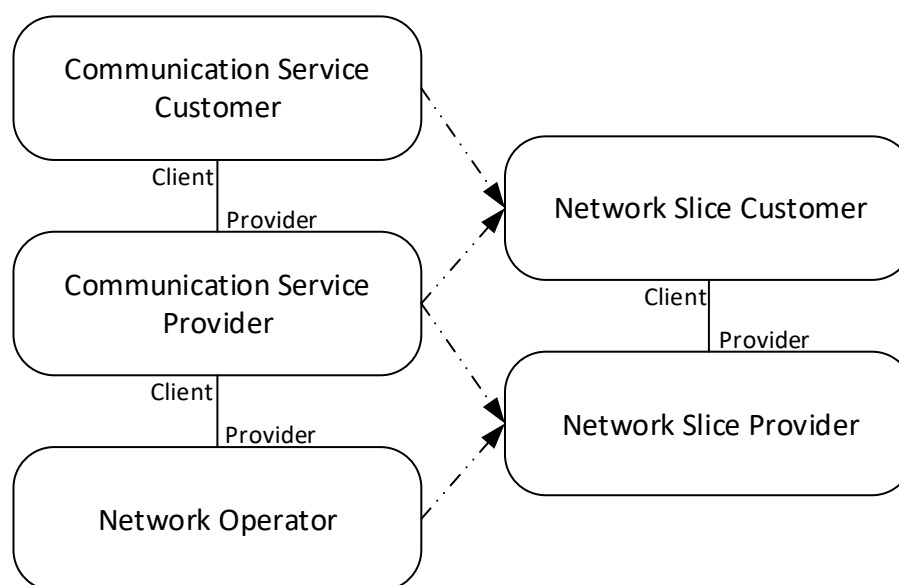 Communication Service
Customer
Client
Provider
Communication Service
Provider
Client
Provider
Network Operator
Network Slice Customer
Client
Provider
Network Slice Provider